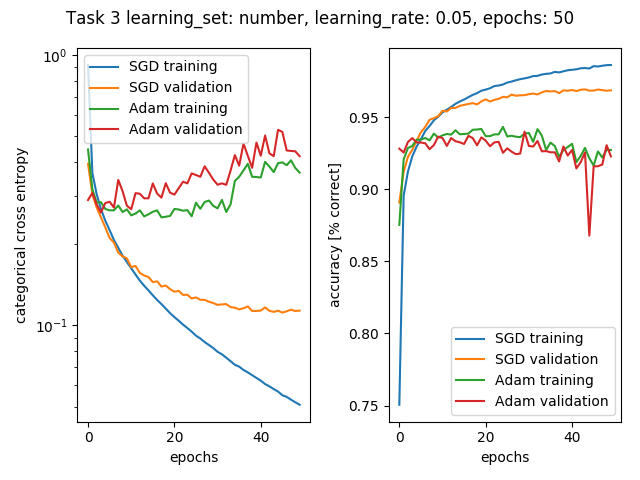 Task 3 learning_set: number, learning_rate: 0.05, epochs: 50
10⁰
10⁻¹
categorical cross entropy
0 20 40
epochs
SGD training
SGD validation
Adam training
Adam validation
0.95
0.90
0.85
0.80
0.75
accuracy [% correct]
0 20 40
epochs
SGD training
SGD validation
Adam training
Adam validation